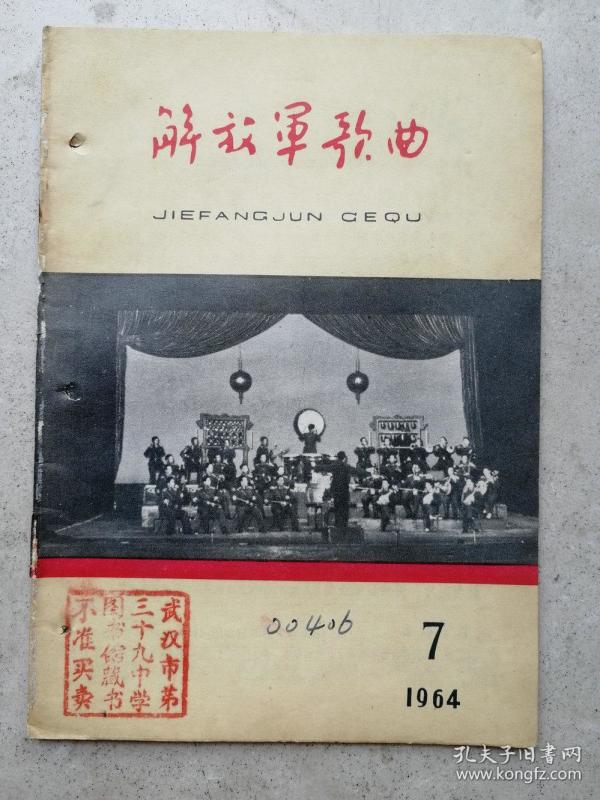 解放军歌曲
JIEFANGJUN GEQU
武汉市第
三十九中学
图书馆藏书
不准买卖
00406
7
1964
孔夫子旧书网
www.kongfz.com